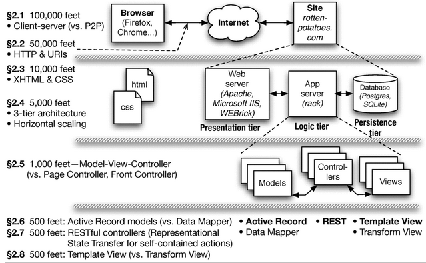 §2.1 100,000 feet
• Client-server (vs. P2P)
§2.2 50,000 feet
• HTTP & URIs
Browser
(Firefox,
Chrome...)
Internet
Site
rotten-
potatoes.
com
§2.3 10,000 feet
• XHTML & CSS
§2.4 5,000 feet
• 3-tier architecture
• Horizontal scaling
html
css
Web
server
(Apache,
Microsoft IIS,
WEBrick)
Presentation tier
App
server
(rack)
Logic tier
Database
(Postgres,
SQLite)
Persistence
tier
§2.5 1,000 feet—Model-View-Controller
(vs. Page Controller, Front Controller)
Models
Control-
lers
Views
§2.6 500 feet: Active Record models (vs. Data Mapper)
§2.7 500 feet: RESTful controllers (Representational
State Transfer for self-contained actions)
§2.8 500 feet: Template View (vs. Transform View)
• Active Record
• Data Mapper
• REST
• Template View
• Transform View